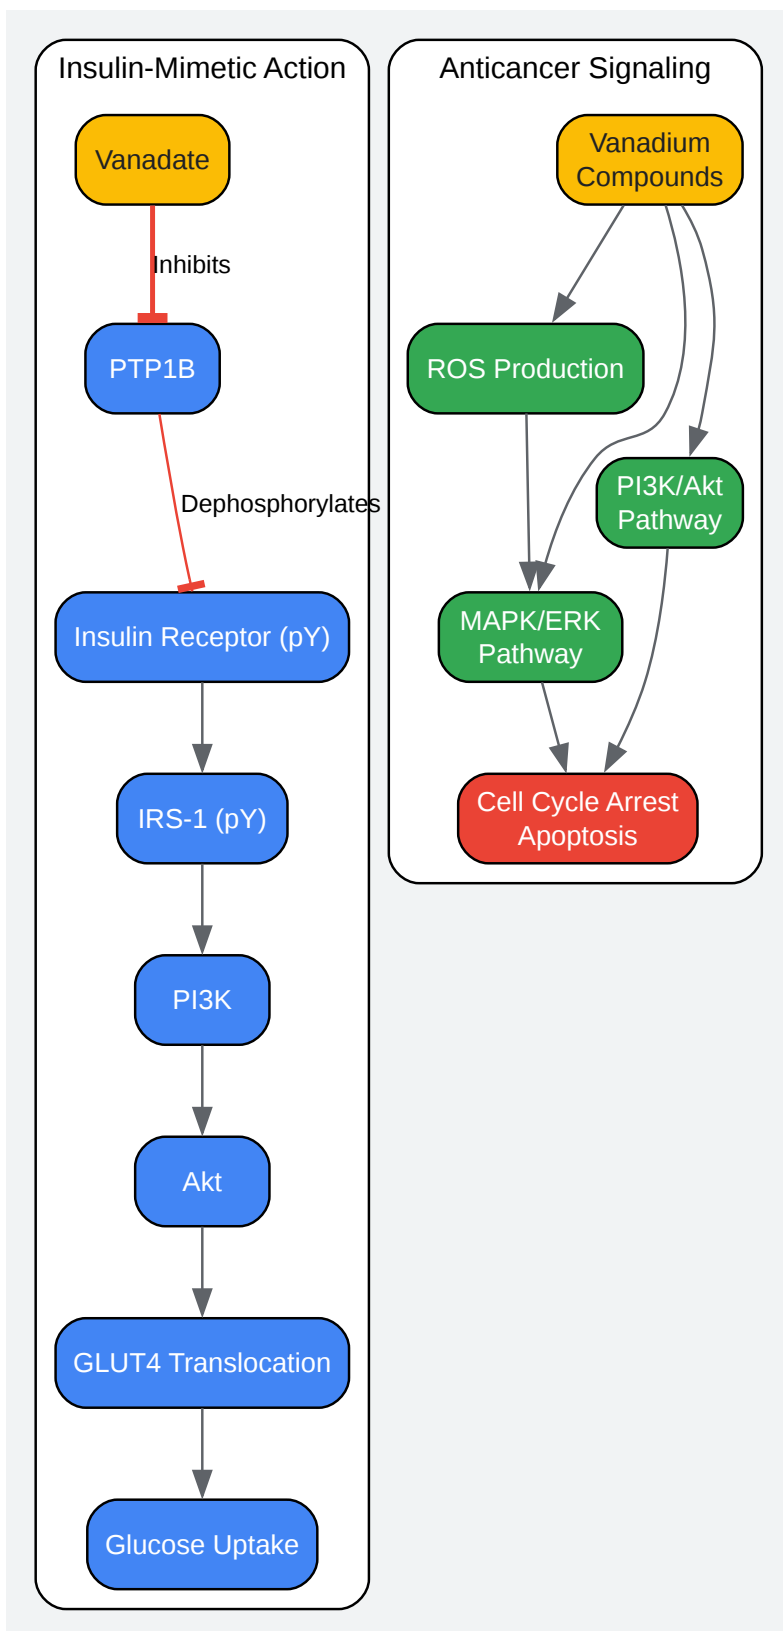 Insulin-Mimetic Action
Vanadate
Inhibits
PTP1B
Dephosphorylates
Insulin Receptor (pY)
IRS-1 (pY)
PI3K
Akt
GLUT4 Translocation
Glucose Uptake
Anticancer Signaling
Vanadium
Compounds
ROS Production
PI3K/Akt
Pathway
MAPK/ERK
Pathway
Cell Cycle Arrest
Apoptosis